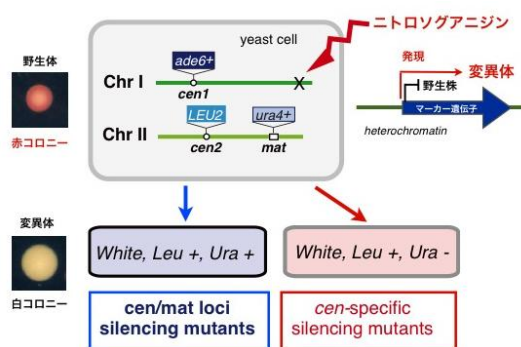 ニトロソグアニジン
野生体
yeast cell
ade6+
発現
変異体
Chr I
X
野生株
cen1
マーカー遺伝子
赤コロニー
LEU2
ura4+
heterochromatin
Chr II
cen2
mat
変異体
White, Leu +, Ura +
White, Leu +, Ura -
白コロニー
cen/mat loci
silencing mutants
cen-specific
silencing mutants